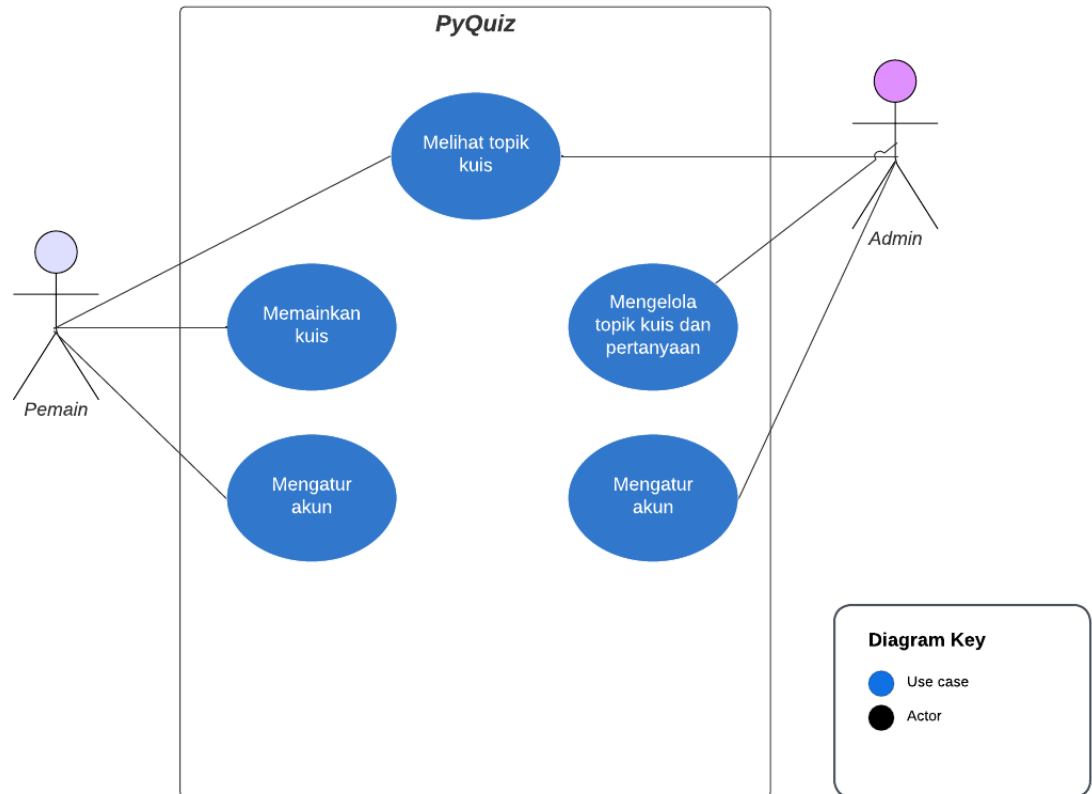 PyQuiz
Melihat topik
kuis
Admin
Memainkan
kuis
Mengelola
topik kuis dan
pertanyaan
Pemain
Mengatur
akun
Mengatur
akun
Diagram Key
Use case
Actor